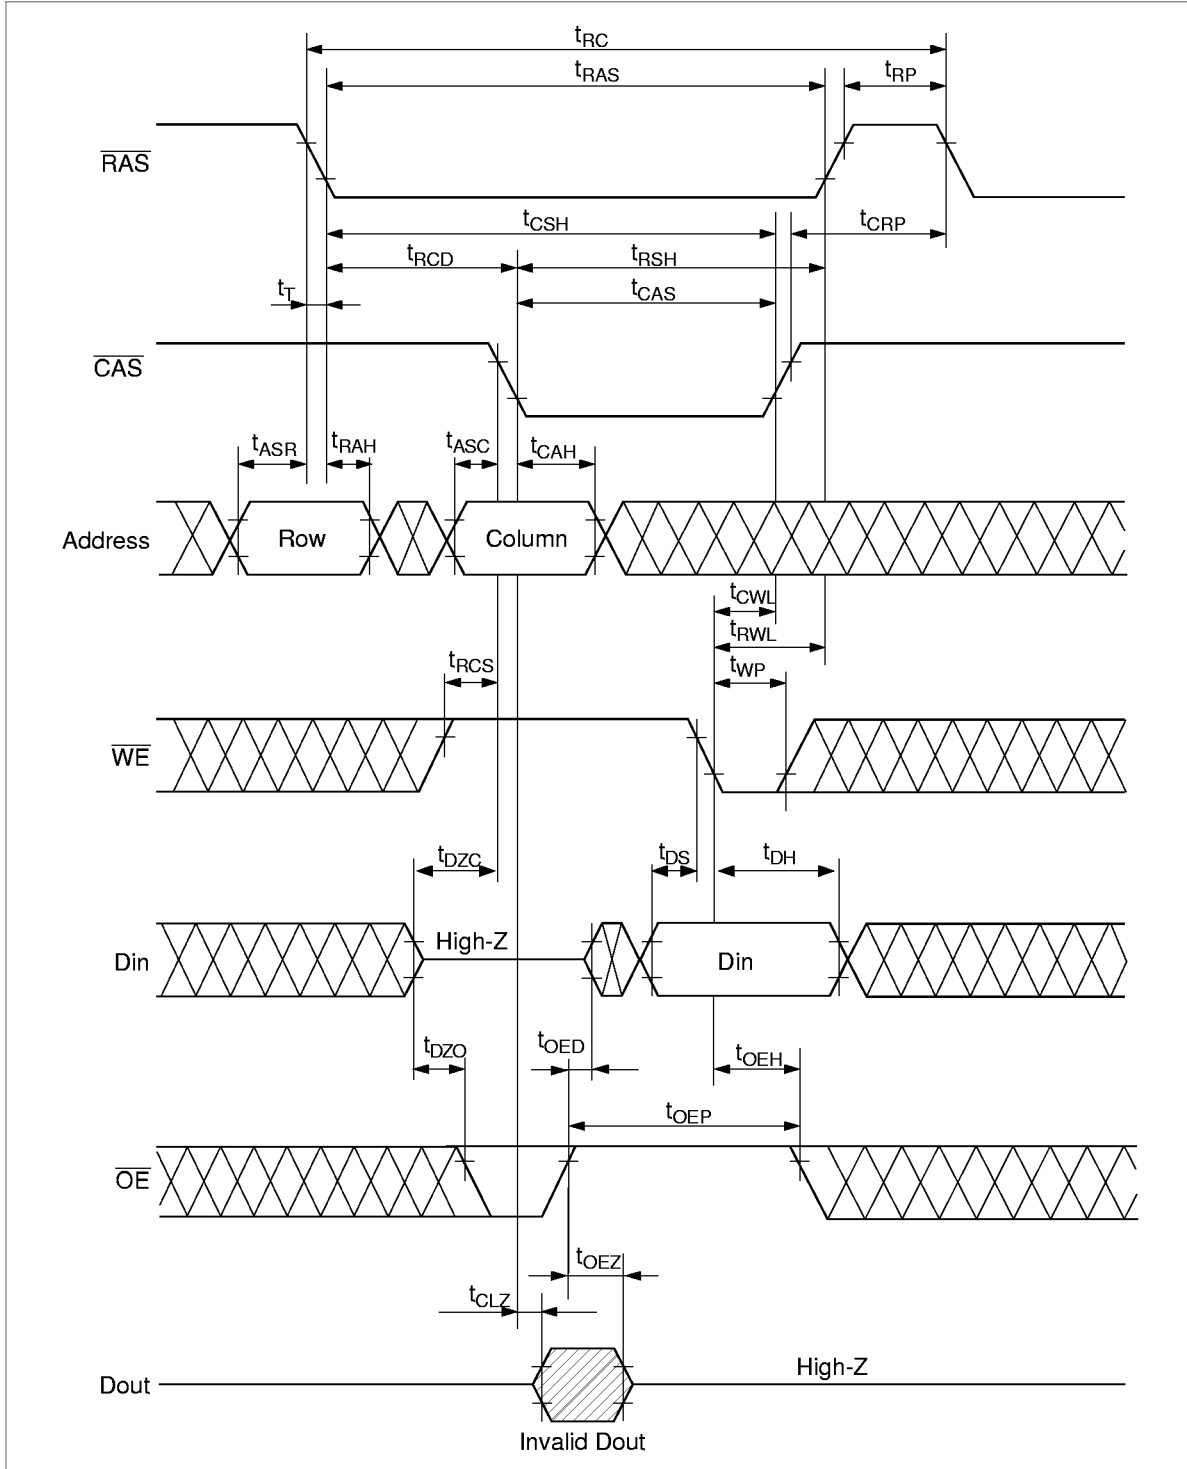 tRC
tRAS
tRP
RAS
tCSH
tCRP
tRCD
tRSH
tT
tCAS
CAS
tASR
tRAH
tASC
tCAH
Address
Row
Column
tCWL
tRWL
tRCS
tWP
WE
tDZC
tDS
tDH
High-Z
Din
Din
tDZO
tOED
tOEH
tOEP
OE
tOEZ
tCLZ
High-Z
Dout
Invalid Dout